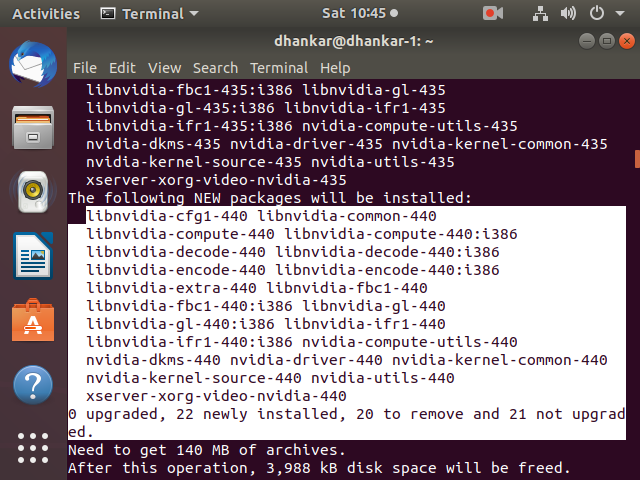 Activities
Terminal
Sat 10:45
dhankar@dhankar-1: ~
File Edit View Search Terminal Help
libnvidia-fbc1-435:i386 libnvidia-gl-435
libnvidia-gl-435:i386 libnvidia-ifr1-435
libnvidia-ifr1-435:i386 nvidia-compute-utils-435
nvidia-dkms-435 nvidia-driver-435 nvidia-kernel-common-435
nvidia-kernel-source-435 nvidia-utils-435
xserver-xorg-video-nvidia-435
The following NEW packages will be installed:
libnvidia-cfg1-440 libnvidia-common-440
libnvidia-compute-440 libnvidia-compute-440:i386
libnvidia-decode-440 libnvidia-decode-440:i386
libnvidia-encode-440 libnvidia-encode-440:i386
libnvidia-extra-440 libnvidia-fbc1-440
libnvidia-fbc1-440:i386 libnvidia-gl-440
libnvidia-gl-440:i386 libnvidia-ifr1-440
libnvidia-ifr1-440:i386 nvidia-compute-utils-440
nvidia-dkms-440 nvidia-driver-440 nvidia-kernel-common-440
nvidia-kernel-source-440 nvidia-utils-440
xserver-xorg-video-nvidia-440
0 upgraded, 22 newly installed, 20 to remove and 21 not upgrad
ed.
Need to get 140 MB of archives.
After this operation, 3,988 kB disk space will be freed.